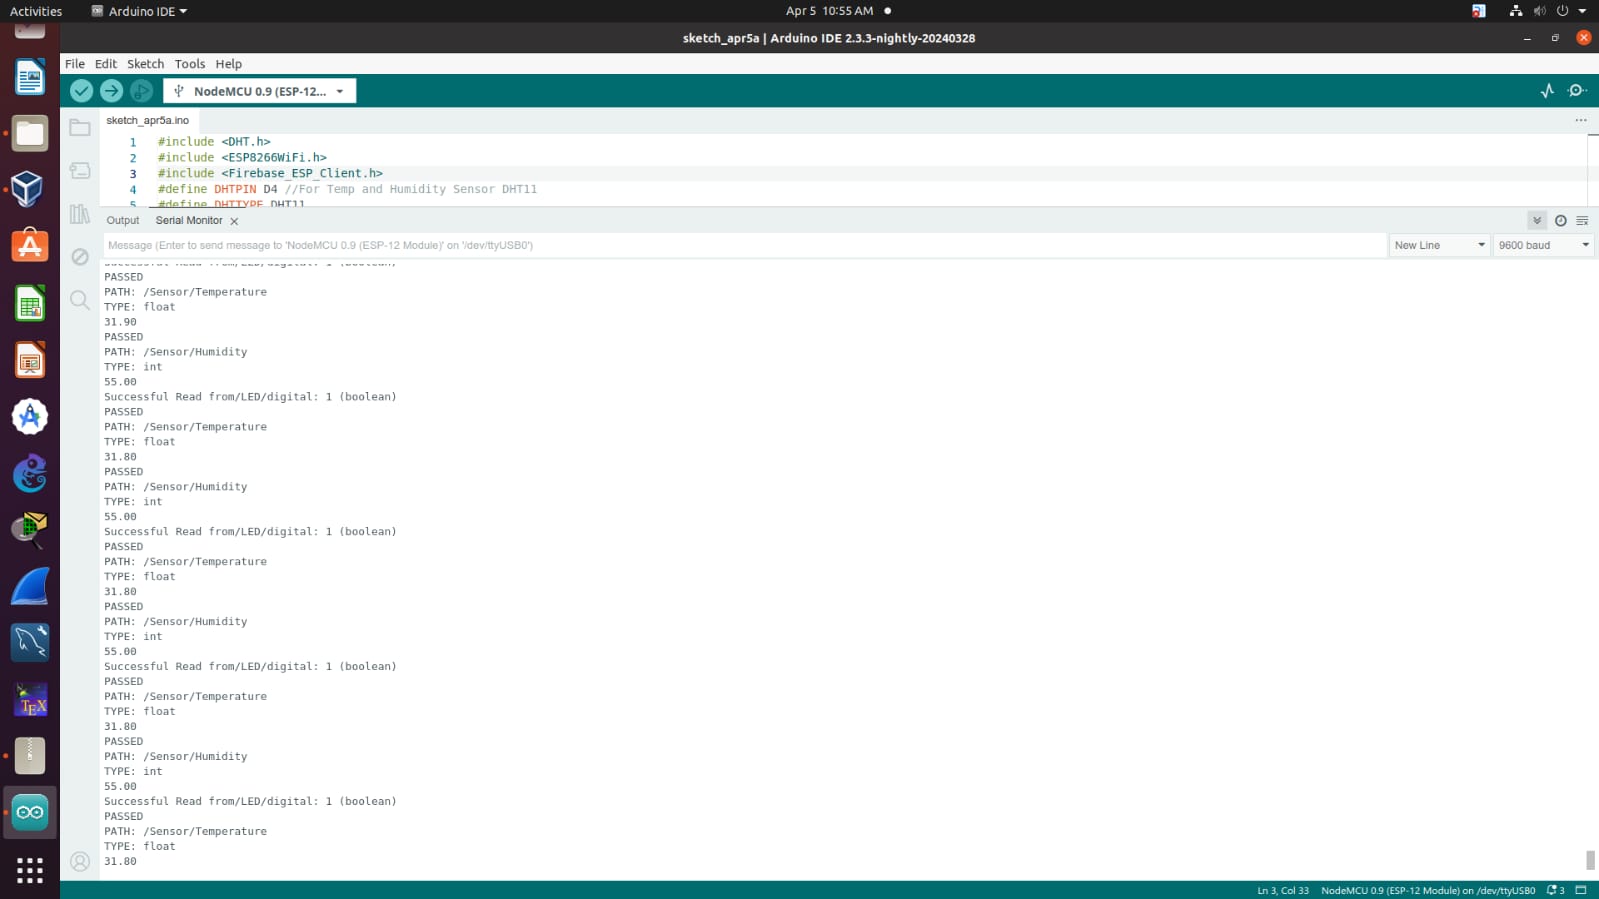 Activities
Arduino IDE
Apr 5 10:55 AM
sketch_apr5a | Arduino IDE 2.3.3-nightly-20240328
File Edit Sketch Tools Help
NodeMCU 0.9 (ESP-12...
sketch_apr5a.ino
1 #include <DHT.h>
2 #include <ESP8266WiFi.h>
3 #include <Firebase_ESP_Client.h>
4 #define DHTPIN D4 //For Temp and Humidity Sensor DHT11
5 #define DHTTYPE DHT11
Output Serial Monitor
Message (Enter to send message to 'NodeMCU 0.9 (ESP-12 Module)' on '/dev/ttyUSB0')
New Line 9600 baud
Successful Read from/LED/digital: 1 (boolean)
PASSED
PATH: /Sensor/Temperature
TYPE: float
31.90
PASSED
PATH: /Sensor/Humidity
TYPE: int
55.00
Successful Read from/LED/digital: 1 (boolean)
PASSED
PATH: /Sensor/Temperature
TYPE: float
31.80
PASSED
PATH: /Sensor/Humidity
TYPE: int
55.00
Successful Read from/LED/digital: 1 (boolean)
PASSED
PATH: /Sensor/Temperature
TYPE: float
31.80
PASSED
PATH: /Sensor/Humidity
TYPE: int
55.00
Successful Read from/LED/digital: 1 (boolean)
PASSED
PATH: /Sensor/Temperature
TYPE: float
31.80
PASSED
PATH: /Sensor/Humidity
TYPE: int
55.00
Successful Read from/LED/digital: 1 (boolean)
PASSED
PATH: /Sensor/Temperature
TYPE: float
31.80
TEX
Ln 3, Col 33 NodeMCU 0.9 (ESP-12 Module) on /dev/ttyUSB0 3